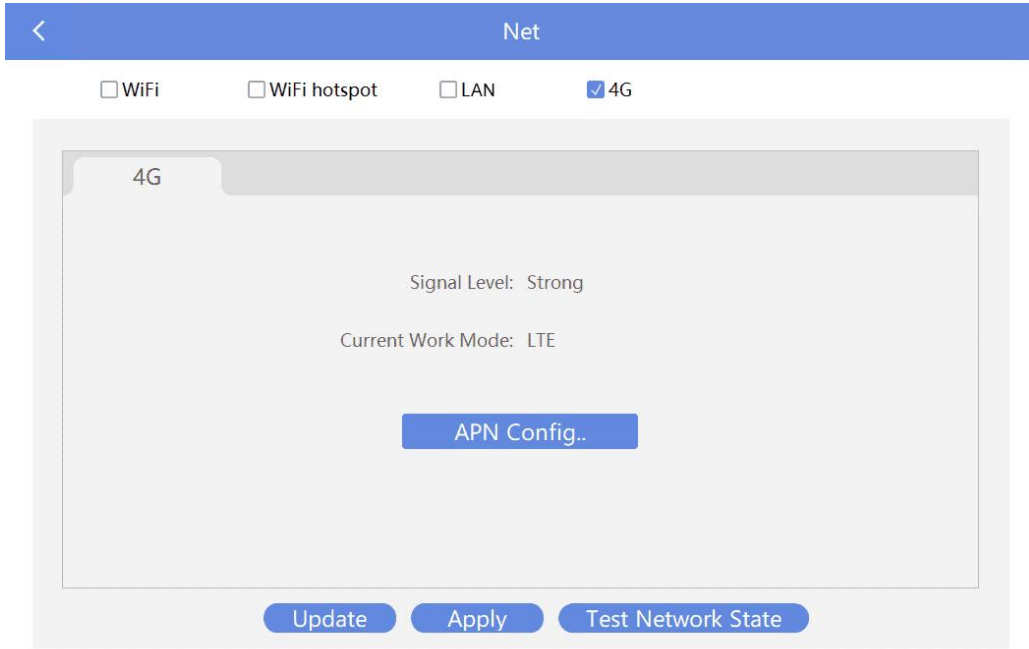 Net
WiFi WiFi hotspot LAN 4G
4G
Signal Level: Strong
Current Work Mode: LTE
APN Config..
Update Apply Test Network State